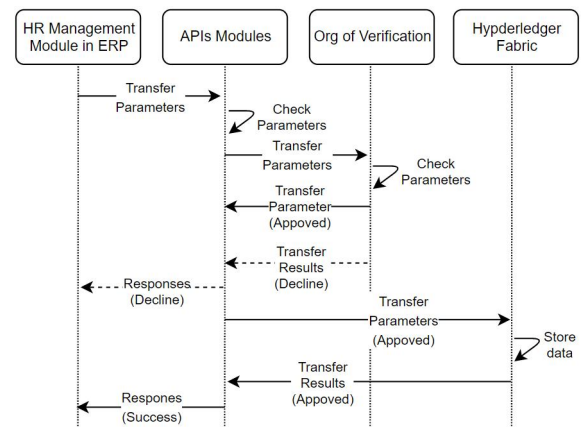 HR Management
Module in ERP
APIs Modules
Org of Verification
Hypderledger
Fabric
Transfer
Parameters
Check
Parameters
Transfer
Parameters
Check
Parameters
Transfer
Parameter
(Appoved)
Transfer
Results
(Decline)
Responses
(Decline)
Transfer
Parameters
(Appoved)
Store
data
Transfer
Results
(Appoved)
Respones
(Success)